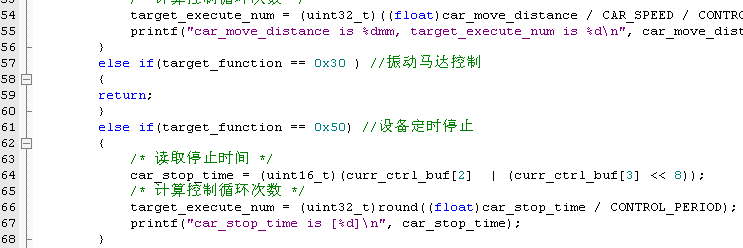 54 target_execute_num = (uint32_t)((float)car_move_distance / CAR_SPEED / CONTRO
55 printf("car_move_distance is %dmm, target_execute_num is %d\n", car_move_dist
56 }
57 else if(target_function == 0x30 ) //振动马达控制
58 {
59 return;
60 }
61 else if(target_function == 0x50) //设备定时停止
62 {
63 /* 读取停止时间 */
64 car_stop_time = (uint16_t)(curr_ctrl_buf[2]  | (curr_ctrl_buf[3] << 8));
65 /* 计算控制循环次数 */
66 target_execute_num = (uint32_t)round((float)car_stop_time / CONTROL_PERIOD);
67 printf("car_stop_time is [%d]\n", car_stop_time);
68 }